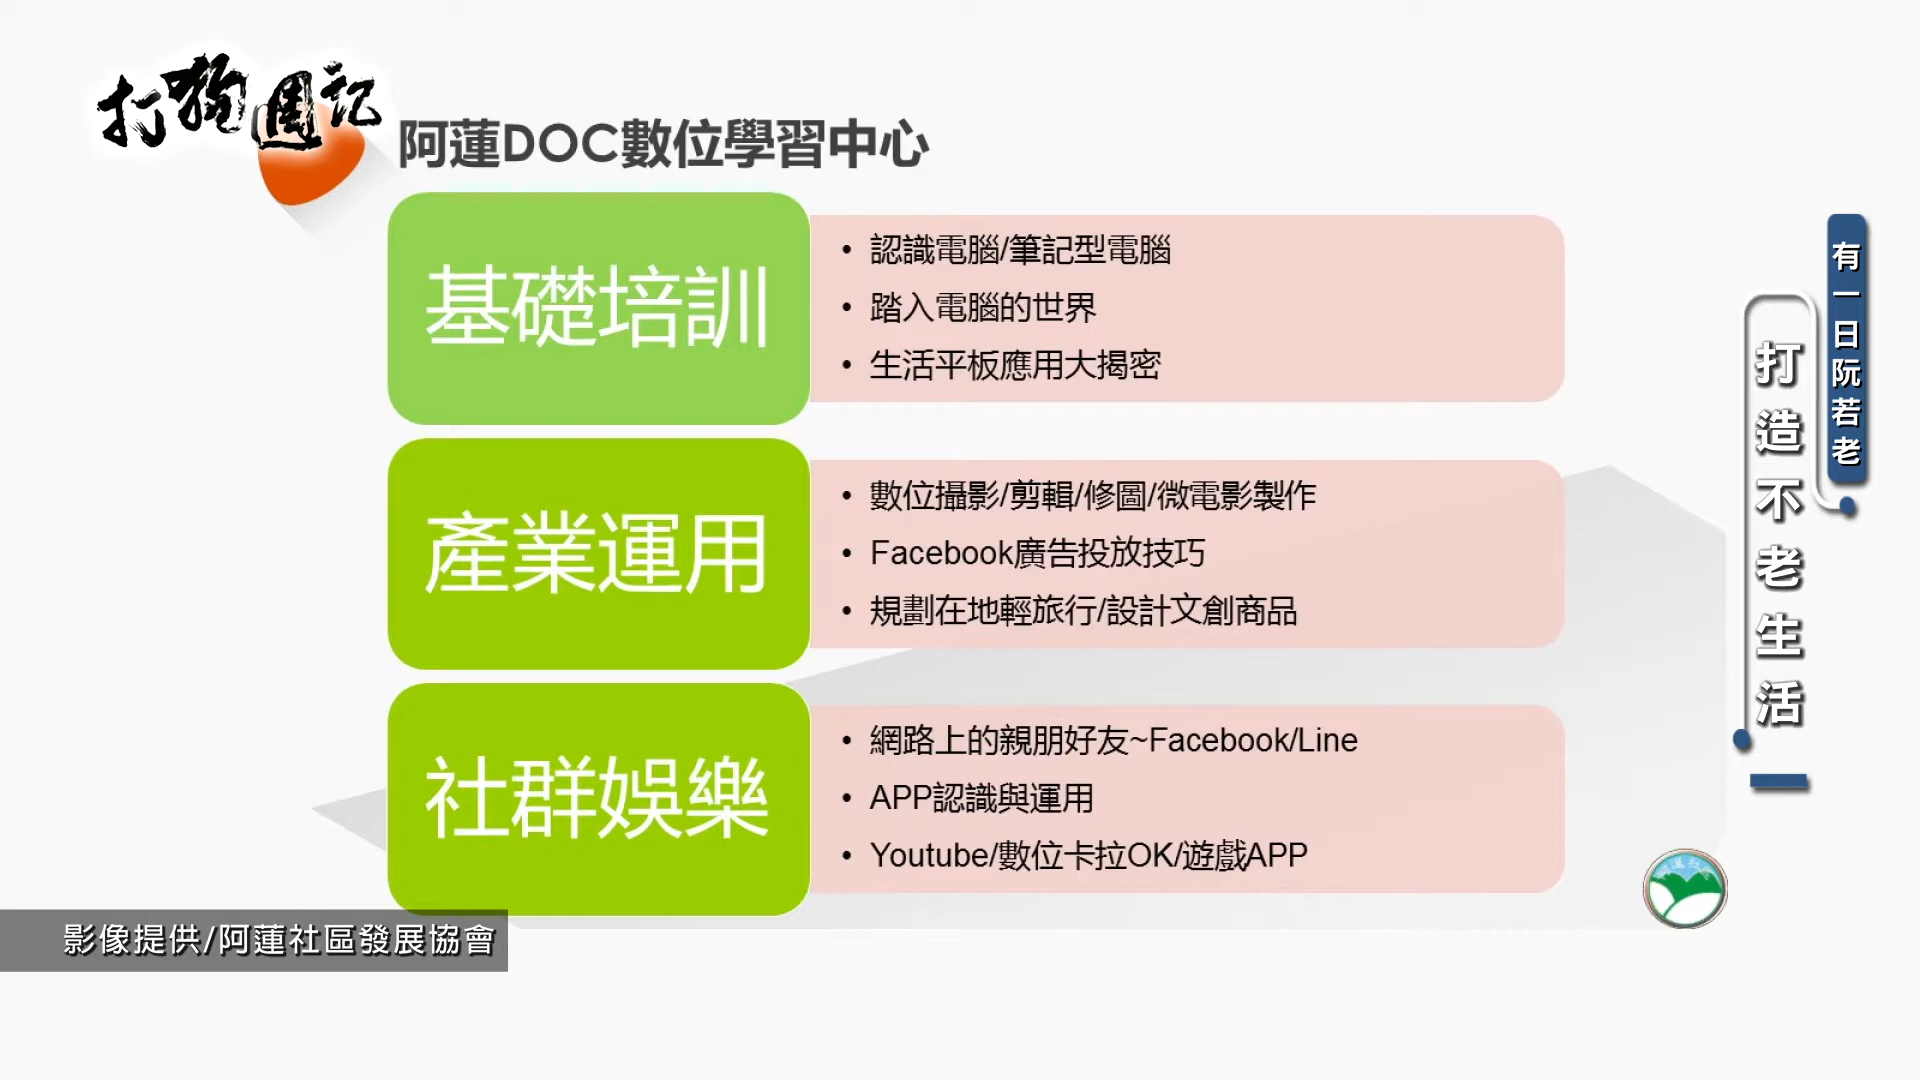 打狗週記
阿蓮DOC數位學習中心
基礎培訓
• 認識電腦/筆記型電腦
• 踏入電腦的世界
• 生活平板應用大揭密
產業運用
• 數位攝影/剪輯/修圖/微電影製作
• Facebook廣告投放技巧
• 規劃在地輕旅行/設計文創商品
社群娛樂
• 網路上的親朋好友~Facebook/Line
• APP認識與運用
• Youtube/數位卡拉OK/遊戲APP
有一日阮若老
打造不老生活
影像提供/阿蓮社區發展協會